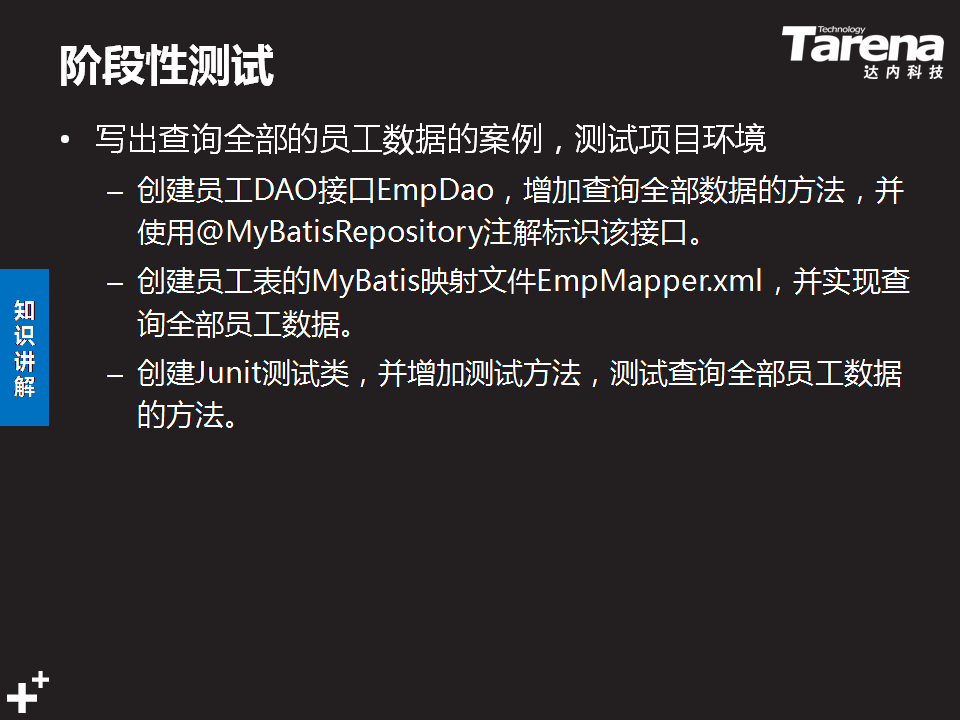 阶段性测试
Technology
Tarena
达内科技
• 写出查询全部的员工数据的案例，测试项目环境
– 创建员工DAO接口EmpDao，增加查询全部数据的方法，并
使用@MyBatisRepository注解标识该接口。
– 创建员工表的MyBatis映射文件EmpMapper.xml，并实现查
询全部员工数据。
– 创建Junit测试类，并增加测试方法，测试查询全部员工数据
的方法。
知
识
讲
解